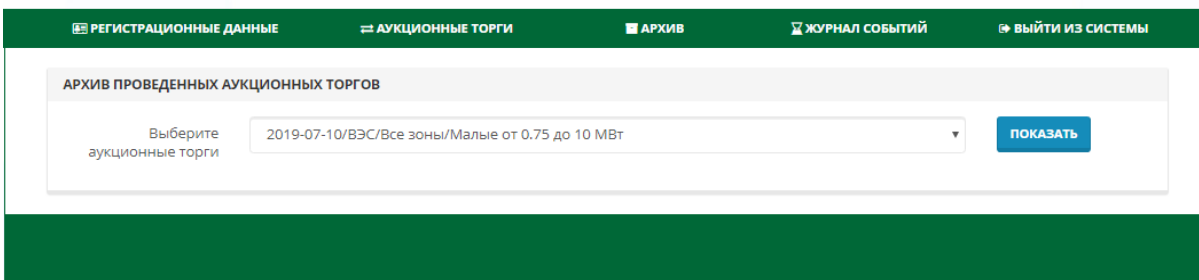 РЕГИСТРАЦИОННЫЕ ДАННЫЕ АУКЦИОННЫЕ ТОРГИ АРХИВ ЖУРНАЛ СОБЫТИЙ ВЫЙТИ ИЗ СИСТЕМЫ
АРХИВ ПРОВЕДЕННЫХ АУКЦИОННЫХ ТОРГОВ
Выберите
аукционные торги
2019-07-10/ВЭС/Все зоны/Малые от 0.75 до 10 МВт
ПОКАЗАТЬ